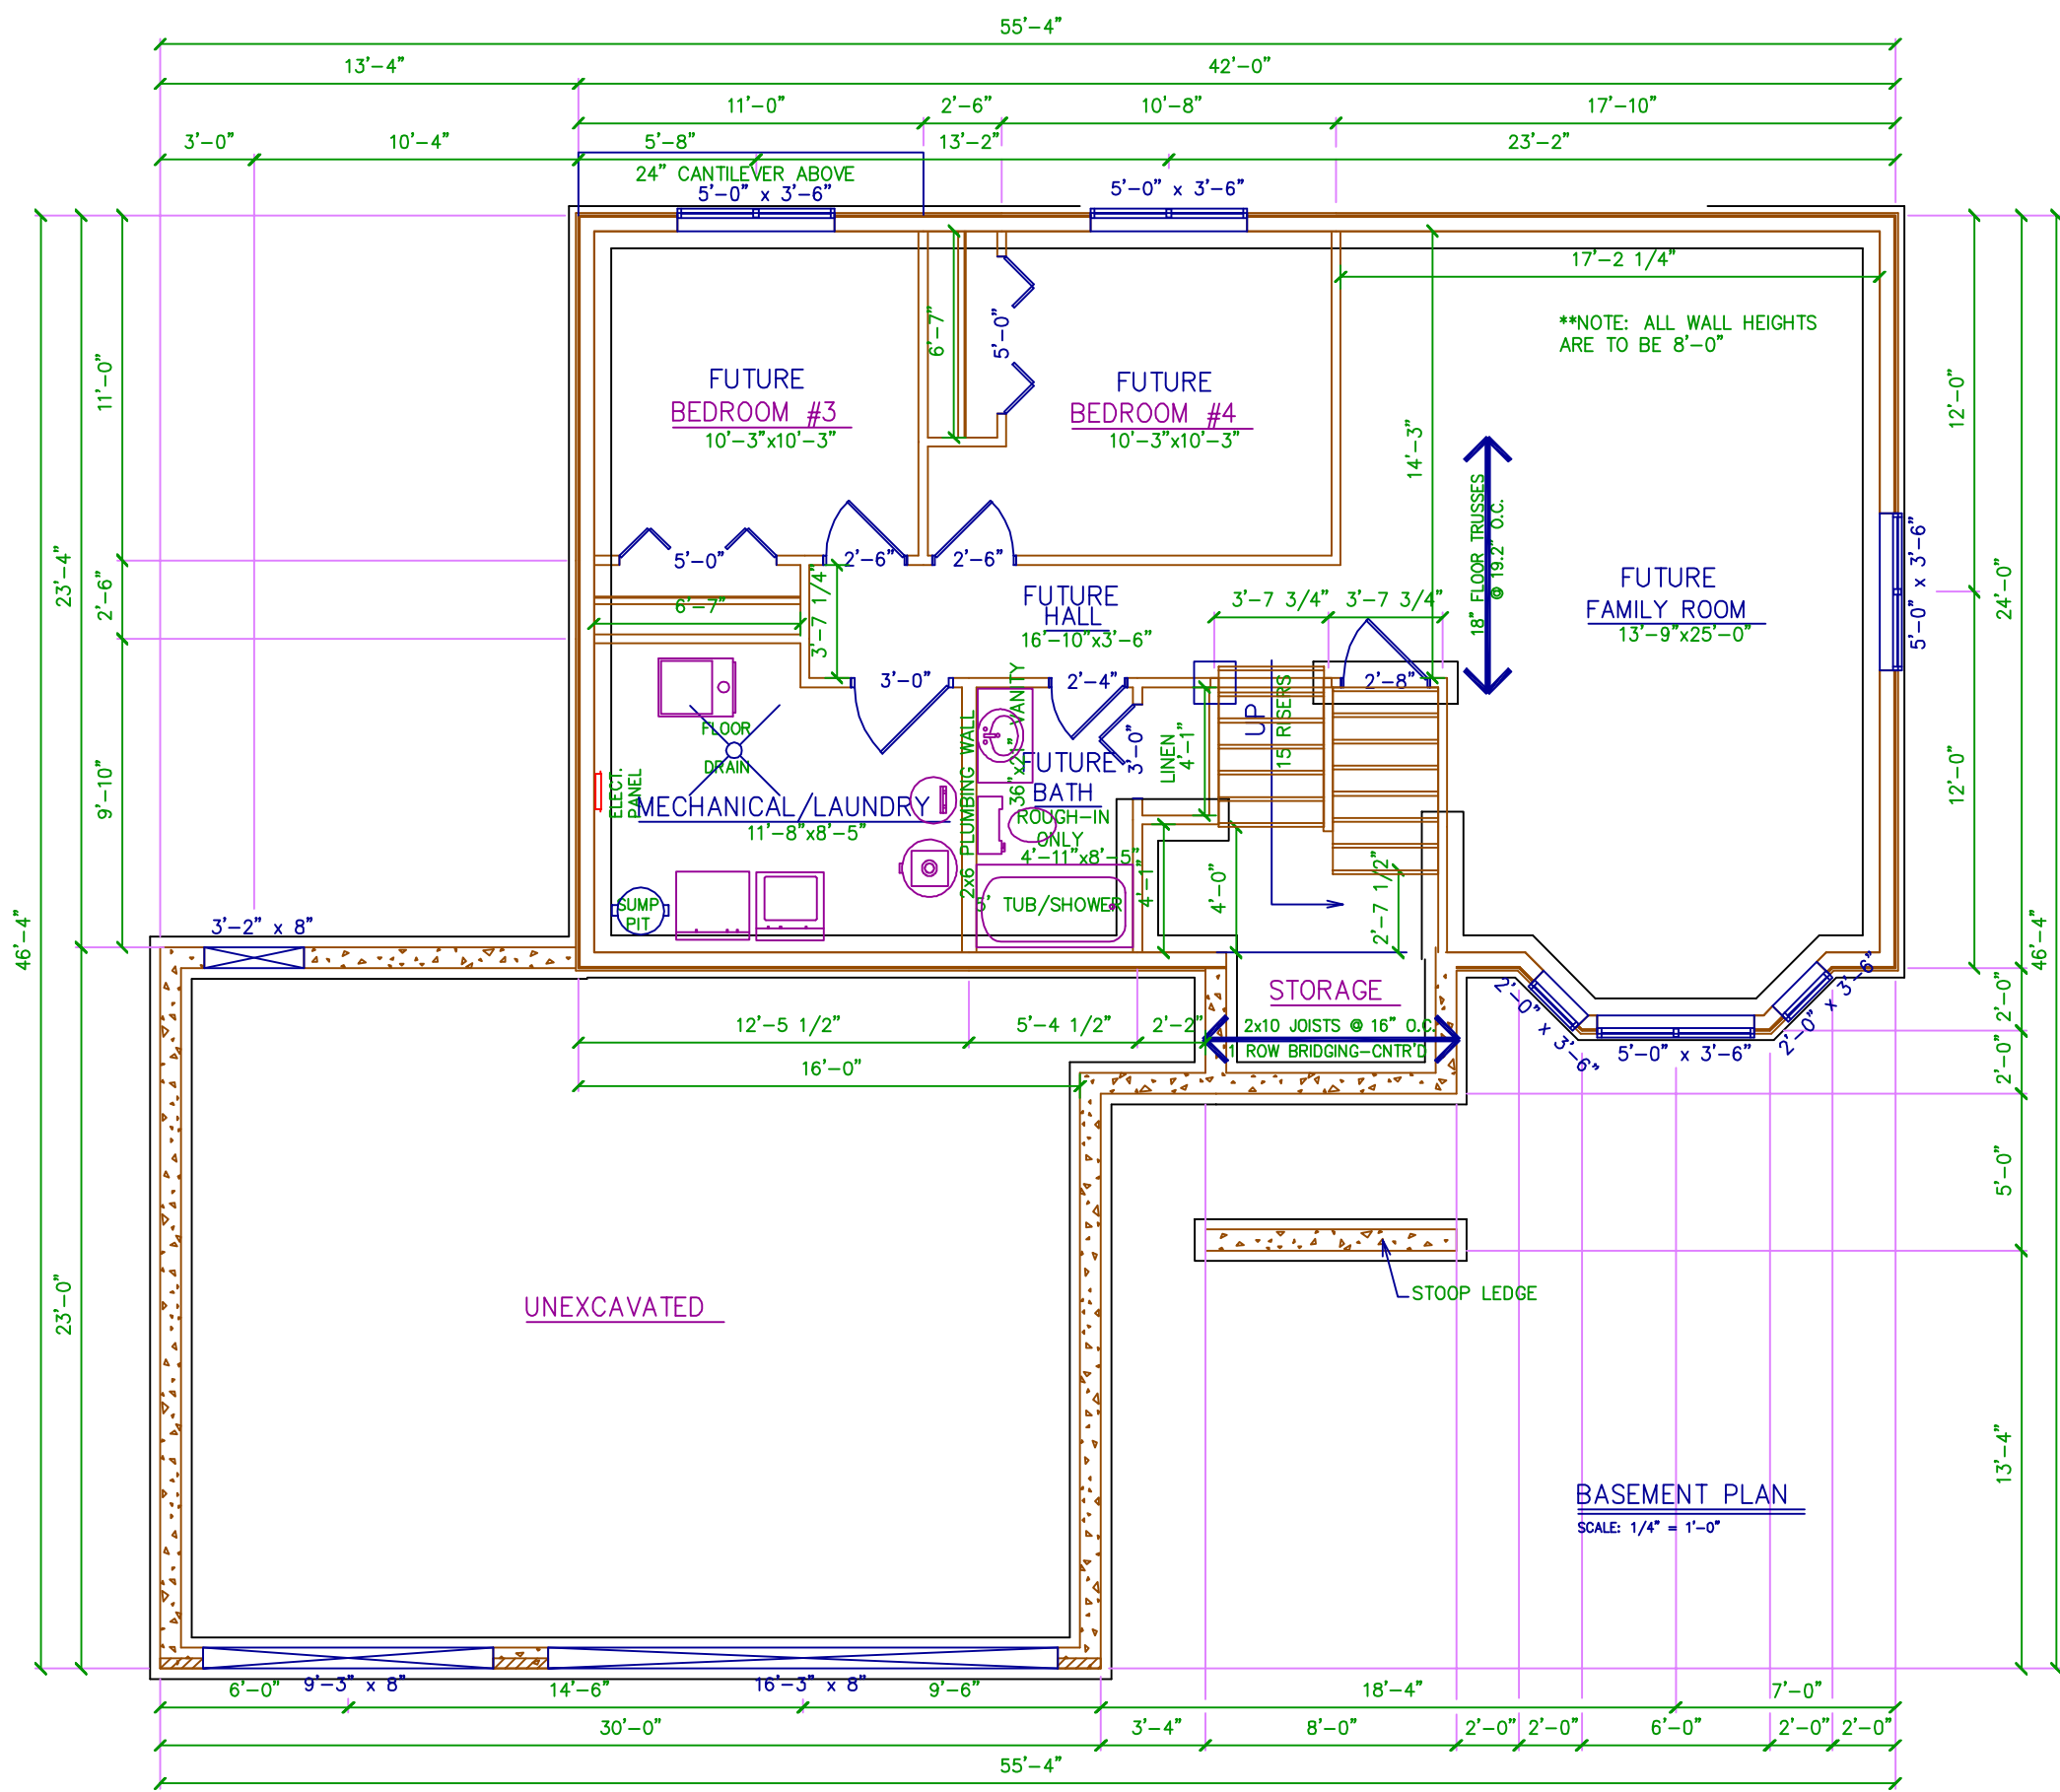 55'-4"
13'-4"
42'-0"
11'-0"
2'-6"
10'-8"
17'-10"
3'-0"
10'-4"
5'-8"
13'-2"
23'-2"
24" CANTILEVER ABOVE
5'-0" x 3'-6"
5'-0" x 3'-6"
17'-2 1/4"
**NOTE: ALL WALL HEIGHTS
ARE TO BE 8'-0"
11'-0"
6'-7"
5'-0"
12'-0"
FUTURE
BEDROOM #3
10'-3"x10'-3"
FUTURE
BEDROOM #4
10'-3"x10'-3"
14'-3"
18" FLOOR TRUSSES
@ 19.2" O.C.
23'-4"
2'-6"
5'-0"
2'-6"
2'-6"
3'-7 1/4"
6'-7"
FUTURE
HALL
16'-10"x3'-6"
3'-7 3/4"
3'-7 3/4"
FUTURE
FAMILY ROOM
13'-9"x25'-0"
5'-0" x 3'-6"
24'-0"
3'-0"
2'-4"
2'-8"
9'-10"
FLOOR
DRAIN
ELECT.
PANEL
MECHANICAL/LAUNDRY
11'-8"x8'-5"
2x6 PLUMBING WALL
36"x21" VANITY
FUTURE
BATH
ROUGH-IN
ONLY
4'-11"x8'-5"
3'-0"
LINEN
4'-1"
UP
15 RISERS
12'-0"
SUMP
PIT
5' TUB/SHOWER
4'-1"
4'-0"
2'-7 1/2"
46'-4"
46'-4"
3'-2" x 8"
STORAGE
2x10 JOISTS @ 16" O.C.
1 ROW BRIDGING-CNTR'D
2'-0" x 3'-6"
5'-0" x 3'-6"
2'-0" x 3'-6"
2'-0"
2'-0"
12'-5 1/2"
5'-4 1/2"
2'-2"
16'-0"
5'-0"
23'-0"
STOOP LEDGE
UNEXCAVATED
13'-4"
BASEMENT PLAN
SCALE: 1/4" = 1'-0"
9'-3" x 8"
16'-3" x 8"
6'-0"
14'-6"
9'-6"
18'-4"
7'-0"
30'-0"
3'-4"
8'-0"
2'-0"
2'-0"
6'-0"
2'-0"
2'-0"
55'-4"